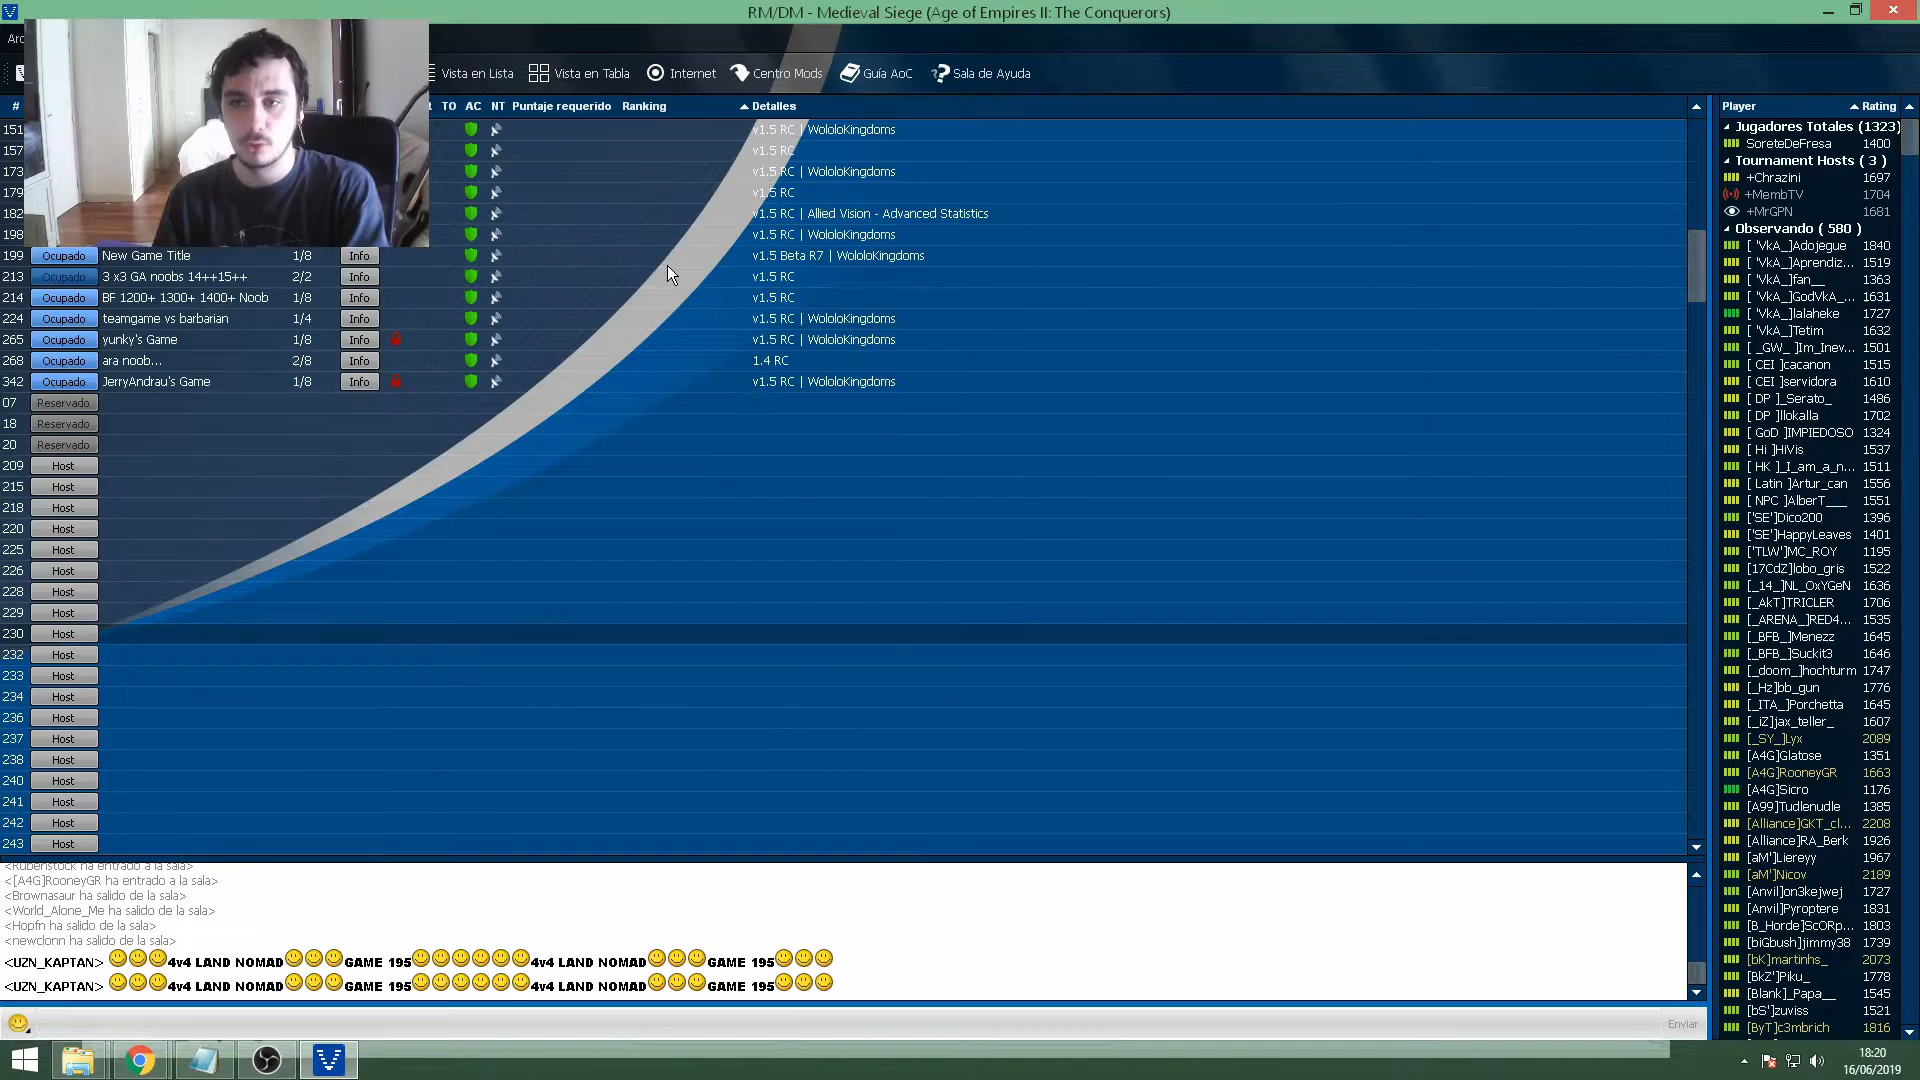 RM/DM - Medieval Siege (Age of Empires II: The Conquerors)
Vista en Lista Vista en Tabla Internet Centro Mods Guía AoC Sala de Ayuda
# TO AC NT Puntaje requerido Ranking Detalles
151 v1.5 RC | WololoKingdoms
157 v1.5 RC
173 v1.5 RC | WololoKingdoms
179 v1.5 RC
182 v1.5 RC | Allied Vision - Advanced Statistics
198 v1.5 RC | WololoKingdoms
199 Ocupado New Game Title 1/8 Info v1.5 Beta R7 | WololoKingdoms
213 Ocupado 3 x3 GA noobs 14++15++ 2/2 Info v1.5 RC
214 Ocupado BF 1200+ 1300+ 1400+ Noob 1/8 Info v1.5 RC
224 Ocupado teamgame vs barbarian 1/4 Info v1.5 RC | WololoKingdoms
265 Ocupado yunky's Game 1/8 Info v1.5 RC | WololoKingdoms
268 Ocupado ara noob... 2/8 Info 1.4 RC
342 Ocupado JerryAndrau's Game 1/8 Info v1.5 RC | WololoKingdoms
07 Reservado
18 Reservado
20 Reservado
209 Host
215 Host
218 Host
220 Host
225 Host
226 Host
228 Host
229 Host
230 Host
232 Host
233 Host
234 Host
236 Host
237 Host
238 Host
240 Host
241 Host
242 Host
243 Host
<Rubenstock ha entrado a la sala>
<[A4G]RooneyGR ha entrado a la sala>
<Brownasaur ha salido de la sala>
<World_Alone_Me ha salido de la sala>
<Hopfn ha salido de la sala>
<newclonn ha salido de la sala>
<UZN_KAPTAN> 4v4 LAND NOMAD GAME 195 4v4 LAND NOMAD GAME 195
<UZN_KAPTAN> 4v4 LAND NOMAD GAME 195 4v4 LAND NOMAD GAME 195
Enviar
Player Rating
Jugadores Totales (1323)
SoreteDeFresa 1400
Tournament Hosts ( 3 )
+Chrazini 1697
+MembTV 1704
+MrGPN 1681
Observando ( 580 )
[ 'VkA_]Adojegue 1840
[ 'VkA_]Aprendiz... 1519
[ 'VkA_]fan__ 1363
[ 'VkA_]GodVkA_... 1631
[ 'VkA_]lalaheke 1727
[ 'VkA_]Tetim 1632
[ _GW_ ]Im_Inev... 1501
[ CEI ]cacanon 1515
[ CEI ]servidora 1610
[ DP ]_Serato_ 1486
[ DP ]llokalla 1702
[ GoD ]IMPIEDOSO 1324
[ Hi ]HiVis 1537
[ HK ]_I_am_a_n... 1511
[ Latin ]Artur_can 1556
[ NPC ]AlberT___ 1551
['SE']Dico200 1396
['SE']HappyLeaves 1401
['TLW']MC_ROY 1195
[17CdZ]lobo_gris 1522
[_14_]NL_OxYGeN 1636
[_AkT]TRICLER 1706
[_ARENA_]RED4... 1535
[_BFB_]Menezz 1645
[_BFB_]Suckit3 1646
[_doom_]hochturm 1747
[_Hz]bb_gun 1776
[_ITA_]Porchetta 1645
[_iZ]jax_teller_ 1607
[_SY_]Lyx 2089
[A4G]Glatose 1351
[A4G]RooneyGR 1663
[A4G]Sicro 1176
[A99]Tudlenudle 1385
[Alliance]GKT_cl... 2208
[Alliance]RA_Berk 1926
[aM']Liereyy 1967
[aM']Nicov 2189
[Anvil]on3kejwej 1727
[Anvil]Pyroptere 1831
[B_Horde]ScORp... 1803
[biGbush]jimmy38 1739
[bK]martinhs_ 2073
[BkZ']Piku_ 1778
[Blank]_Papa__ 1545
[bS']zuviss 1521
[ByT]c3mbrich 1816
18:20
16/06/2019